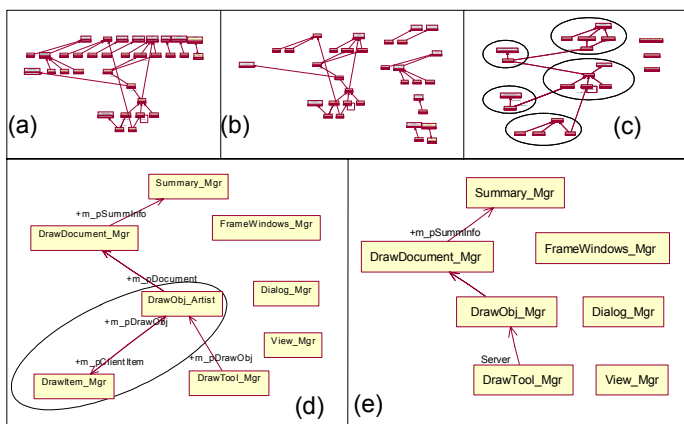 (a)
(b)
(c)
Summary_Mgr
+m_pSummInfo
DrawDocument_Mgr
FrameWindows_Mgr
+m_pDocument
DrawObj_Artist
Dialog_Mgr
+m_pDrawObj
View_Mgr
+m_pClientItem
+m_pDrawObj
DrawItem_Mgr
DrawTool_Mgr
(d)
Summary_Mgr
+m_pSummInfo
DrawDocument_Mgr
FrameWindows_Mgr
DrawObj_Mgr
Dialog_Mgr
Server
DrawTool_Mgr
View_Mgr
(e)